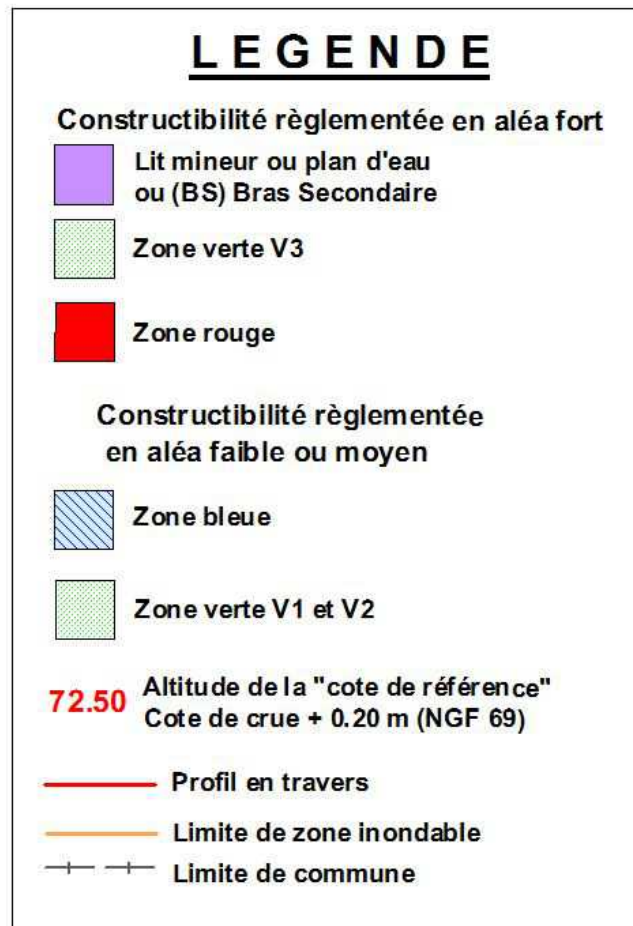 LEGENDE
Constructibilité règlementée en aléa fort
Lit mineur ou plan d'eau
ou (BS) Bras Secondaire
Zone verte V3
Zone rouge
Constructibilité règlementée
en aléa faible ou moyen
Zone bleue
Zone verte V1 et V2
72.50 Altitude de la "cote de référence"
Cote de crue + 0.20 m (NGF 69)
Profil en travers
Limite de zone inondable
Limite de commune